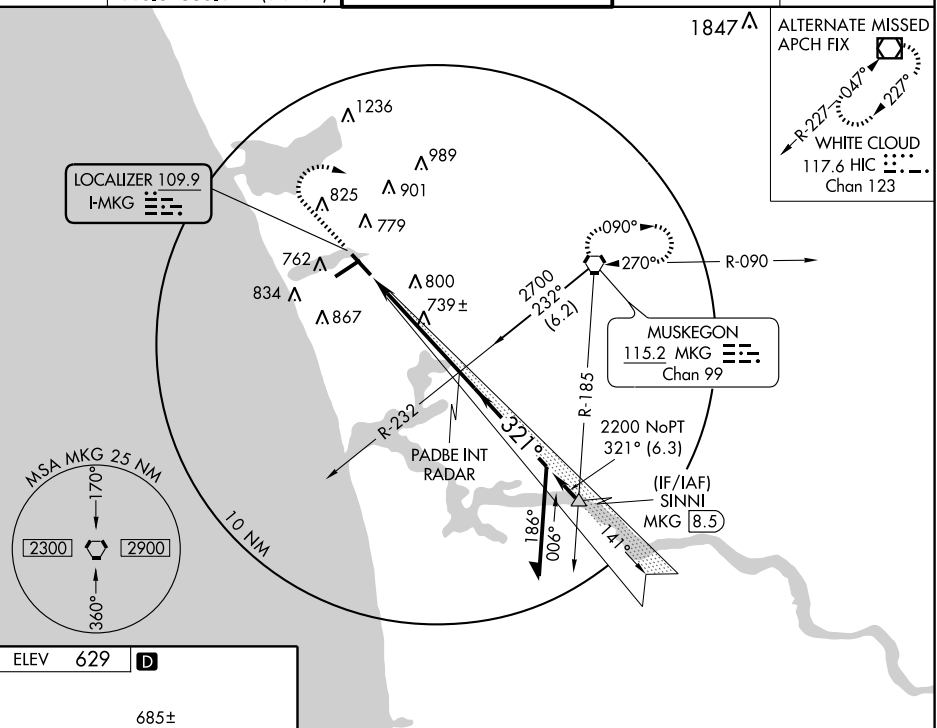 1847
ALTERNATE MISSED
APCH FIX
047°
227°
R-227
WHITE CLOUD
117.6 HIC
Chan 123
1236
989
901
825
779
LOCALIZER 109.9
I-MKG
762
834
867
800
739±
090°
270°
R-090
2700
232°
(6.2)
MUSKEGON
115.2 MKG
Chan 99
R-185
R-232
321°
PADBE INT
RADAR
2200 NoPT
321° (6.3)
(IF/IAF)
SINNI
MKG 8.5
186°
006°
141°
MSA MKG 25 NM
170°
2300
2900
360°
10 NM
ELEV 629 D
685±